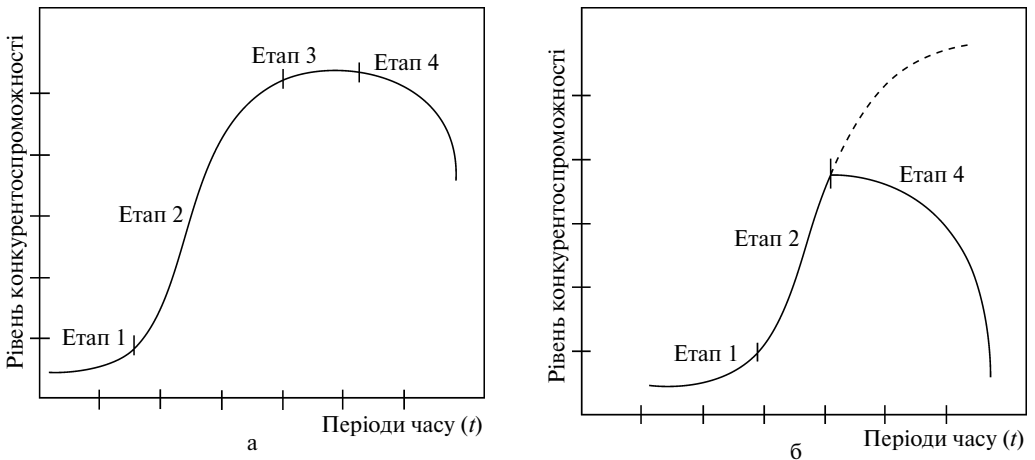 Рівень конкурентоспроможності
Етап 1
Етап 2
Етап 3
Етап 4
Періоди часу (t)
а
Рівень конкурентоспроможності
Етап 1
Етап 2
Етап 4
Періоди часу (t)
б